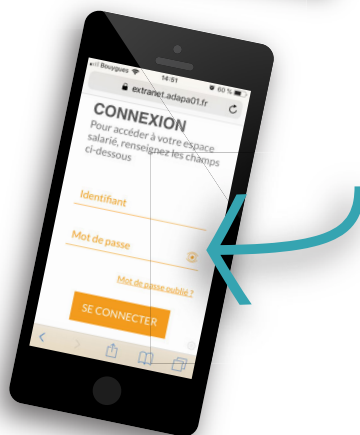 Bouygues 14:51 60 %
extranet.adapa01.fr
CONNEXION
Pour accéder à votre espace
salarié, renseignez les champs
ci-dessous
Identifiant
Mot de passe
Mot de passe oublié ?
SE CONNECTER